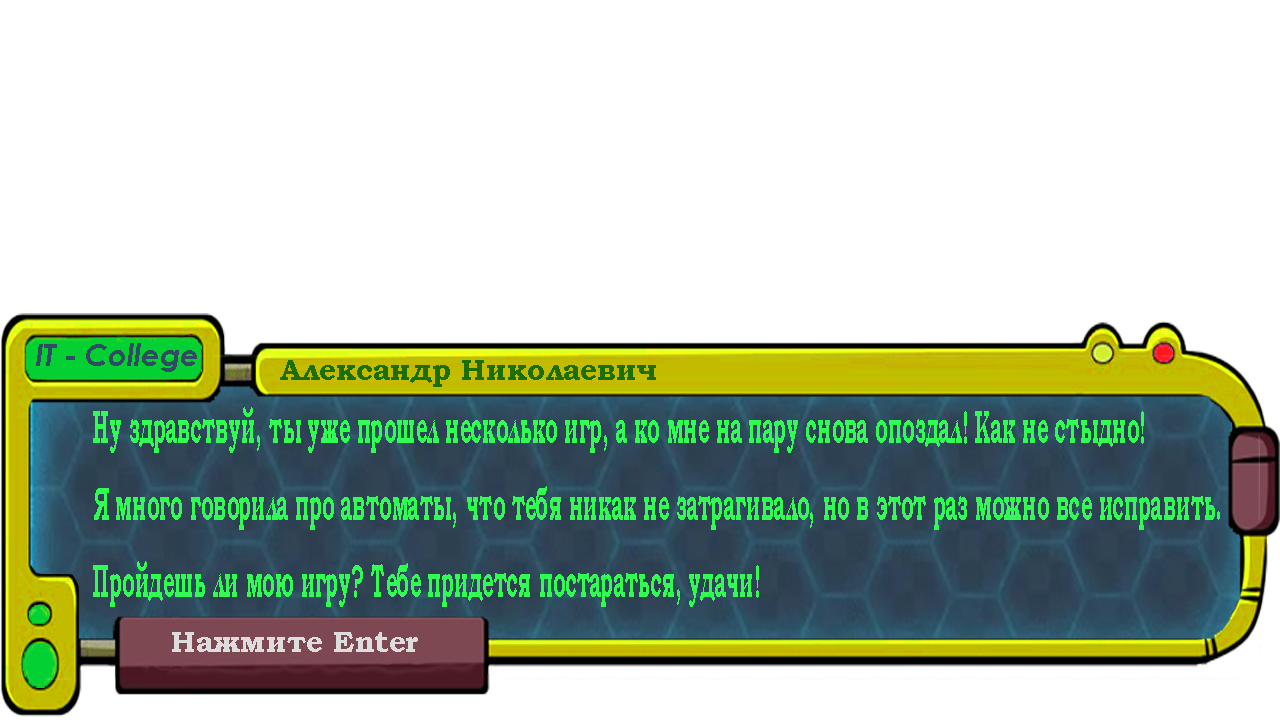 IT - College
Александр Николаевич
Ну здравствуй, ты уже прошел несколько игр, а ко мне на пару снова опоздал! Как не стыдно!
Я много говорила про автоматы, что тебя никак не затрагивало, но в этот раз можно все исправить.
Пройдешь ли мою игру? Тебе придется постараться, удачи!
Нажмите Enter